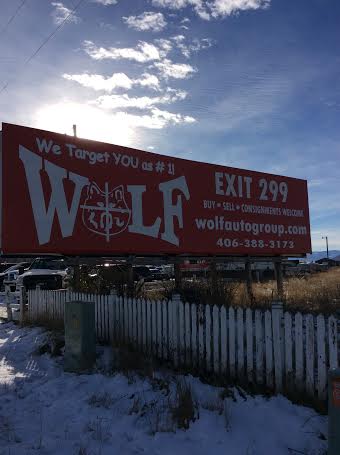 We Target YOU as # 1!
WOLF
EXIT 299
BUY • SELL • CONSIGNMENTS WELCOME
wolfautogroup.com
406-388-3173